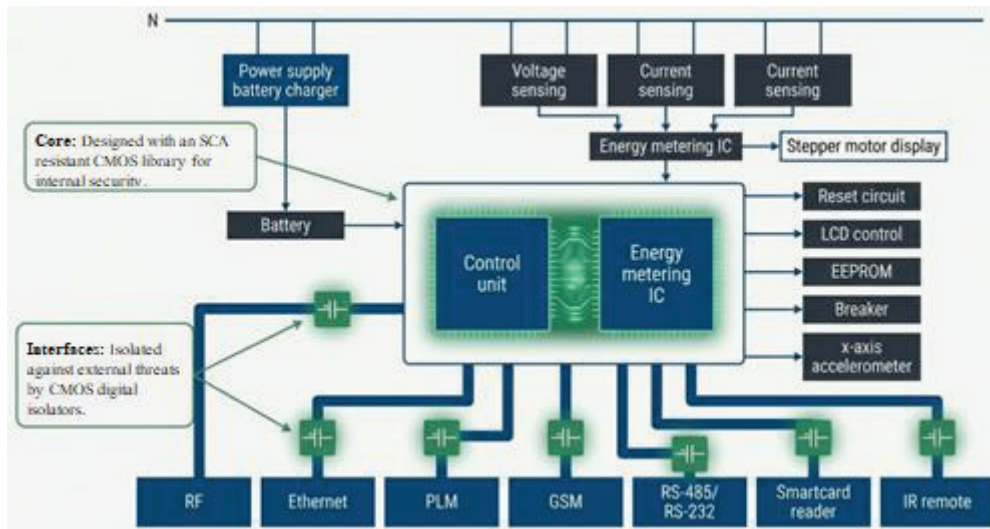 N
Power supply
battery charger
Voltage
sensing
Current
sensing
Current
sensing
Core: Designed with an SCA
resistant CMOS library for
internal security.
Energy metering IC
Stepper motor display
Battery
Control
unit
Energy
metering
IC
Reset circuit
LCD control
EEPROM
Breaker
x-axis
accelerometer
Interfaces: Isolated
against external threats
by CMOS digital
isolators.
RF
Ethernet
PLM
GSM
RS-485/
RS-232
Smartcard
reader
IR remote